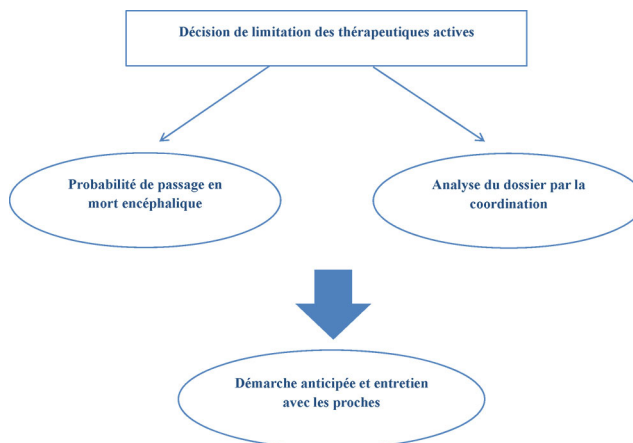 Décision de limitation des thérapeutiques actives
Probabilité de passage en
mort encéphalique
Analyse du dossier par la
coordination
Démarche anticipée et entretien
avec les proches